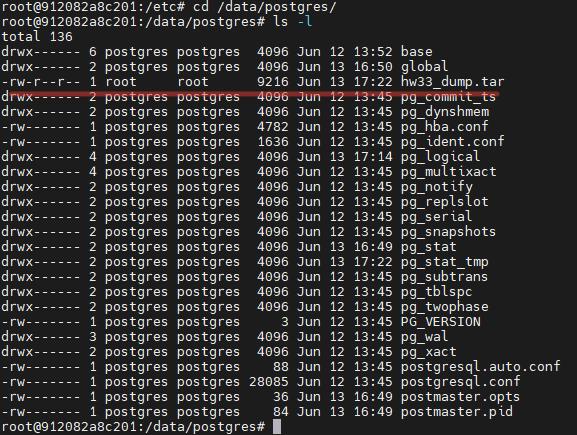 root@912082a8c201:/etc# cd /data/postgres/
root@912082a8c201:/data/postgres# ls -l
total 136
drwx------ 6 postgres postgres  4096 Jun 12 13:52 base
drwx------ 2 postgres postgres  4096 Jun 13 16:50 global
-rw-r--r-- 1 root     root      9216 Jun 13 17:22 hw33_dump.tar
drwx------ 2 postgres postgres  4096 Jun 12 13:45 pg_commit_ts
drwx------ 2 postgres postgres  4096 Jun 12 13:45 pg_dynshmem
-rw------- 1 postgres postgres  4782 Jun 12 13:45 pg_hba.conf
-rw------- 1 postgres postgres  1636 Jun 12 13:45 pg_ident.conf
drwx------ 4 postgres postgres  4096 Jun 13 17:14 pg_logical
drwx------ 4 postgres postgres  4096 Jun 12 13:45 pg_multixact
drwx------ 2 postgres postgres  4096 Jun 12 13:45 pg_notify
drwx------ 2 postgres postgres  4096 Jun 12 13:45 pg_replslot
drwx------ 2 postgres postgres  4096 Jun 12 13:45 pg_serial
drwx------ 2 postgres postgres  4096 Jun 12 13:45 pg_snapshots
drwx------ 2 postgres postgres  4096 Jun 13 16:49 pg_stat
drwx------ 2 postgres postgres  4096 Jun 13 17:22 pg_stat_tmp
drwx------ 2 postgres postgres  4096 Jun 12 13:45 pg_subtrans
drwx------ 2 postgres postgres  4096 Jun 12 13:45 pg_tblspc
drwx------ 2 postgres postgres  4096 Jun 12 13:45 pg_twophase
-rw------- 1 postgres postgres     3 Jun 12 13:45 PG_VERSION
drwx------ 3 postgres postgres  4096 Jun 12 13:45 pg_wal
drwx------ 2 postgres postgres  4096 Jun 12 13:45 pg_xact
-rw------- 1 postgres postgres    88 Jun 12 13:45 postgresql.auto.conf
-rw------- 1 postgres postgres 28085 Jun 12 13:45 postgresql.conf
-rw------- 1 postgres postgres    36 Jun 13 16:49 postmaster.opts
-rw------- 1 postgres postgres    84 Jun 13 16:49 postmaster.pid
root@912082a8c201:/data/postgres#